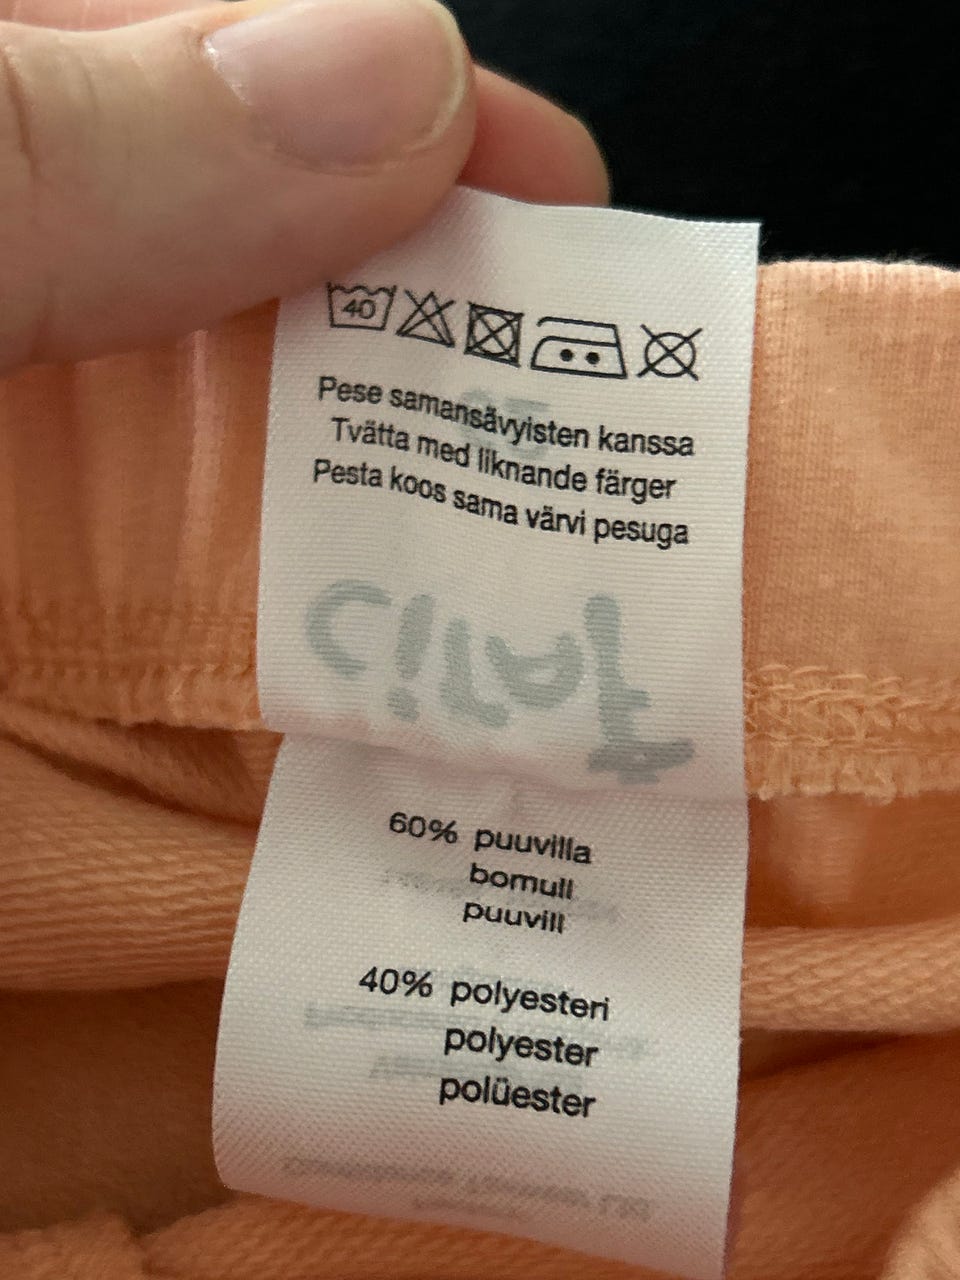 40
Pese samansävyisten kanssa
Tvätta med liknande färger
Pesta koos sama värvi pesuga
60% puuvilla
bomull
puuvill
40% polyesteri
polyester
polüester